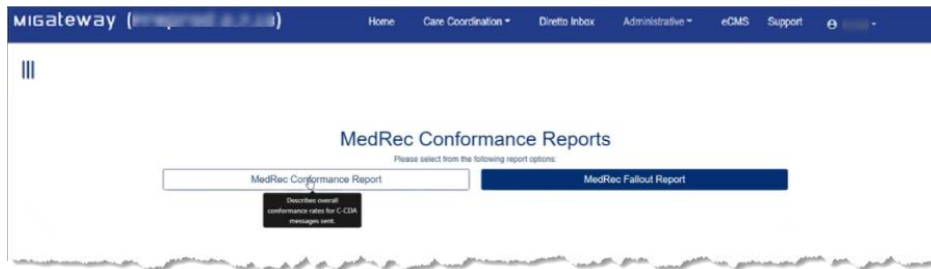 MIGateway ( )
Home Care Coordination Diretto Inbox Administrative eCMS Support
MedRec Conformance Reports
Please select from the following report options:
MedRec Conformance Report MedRec Fallout Report
Describes overall
conformance rates for C-CDA
messages sent.